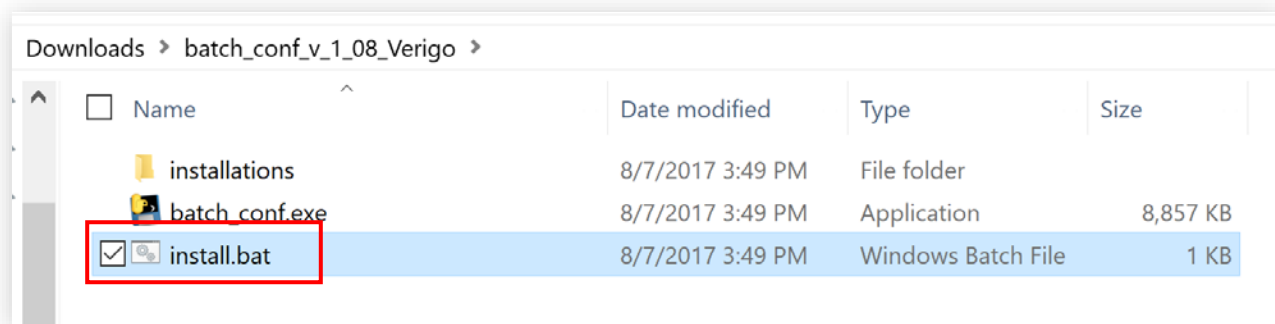 Downloads > batch_conf_v_1_08_Verigo >
Name Date modified Type Size
installations 8/7/2017 3:49 PM File folder
batch_conf.exe 8/7/2017 3:49 PM Application 8,857 KB
install.bat 8/7/2017 3:49 PM Windows Batch File 1 KB